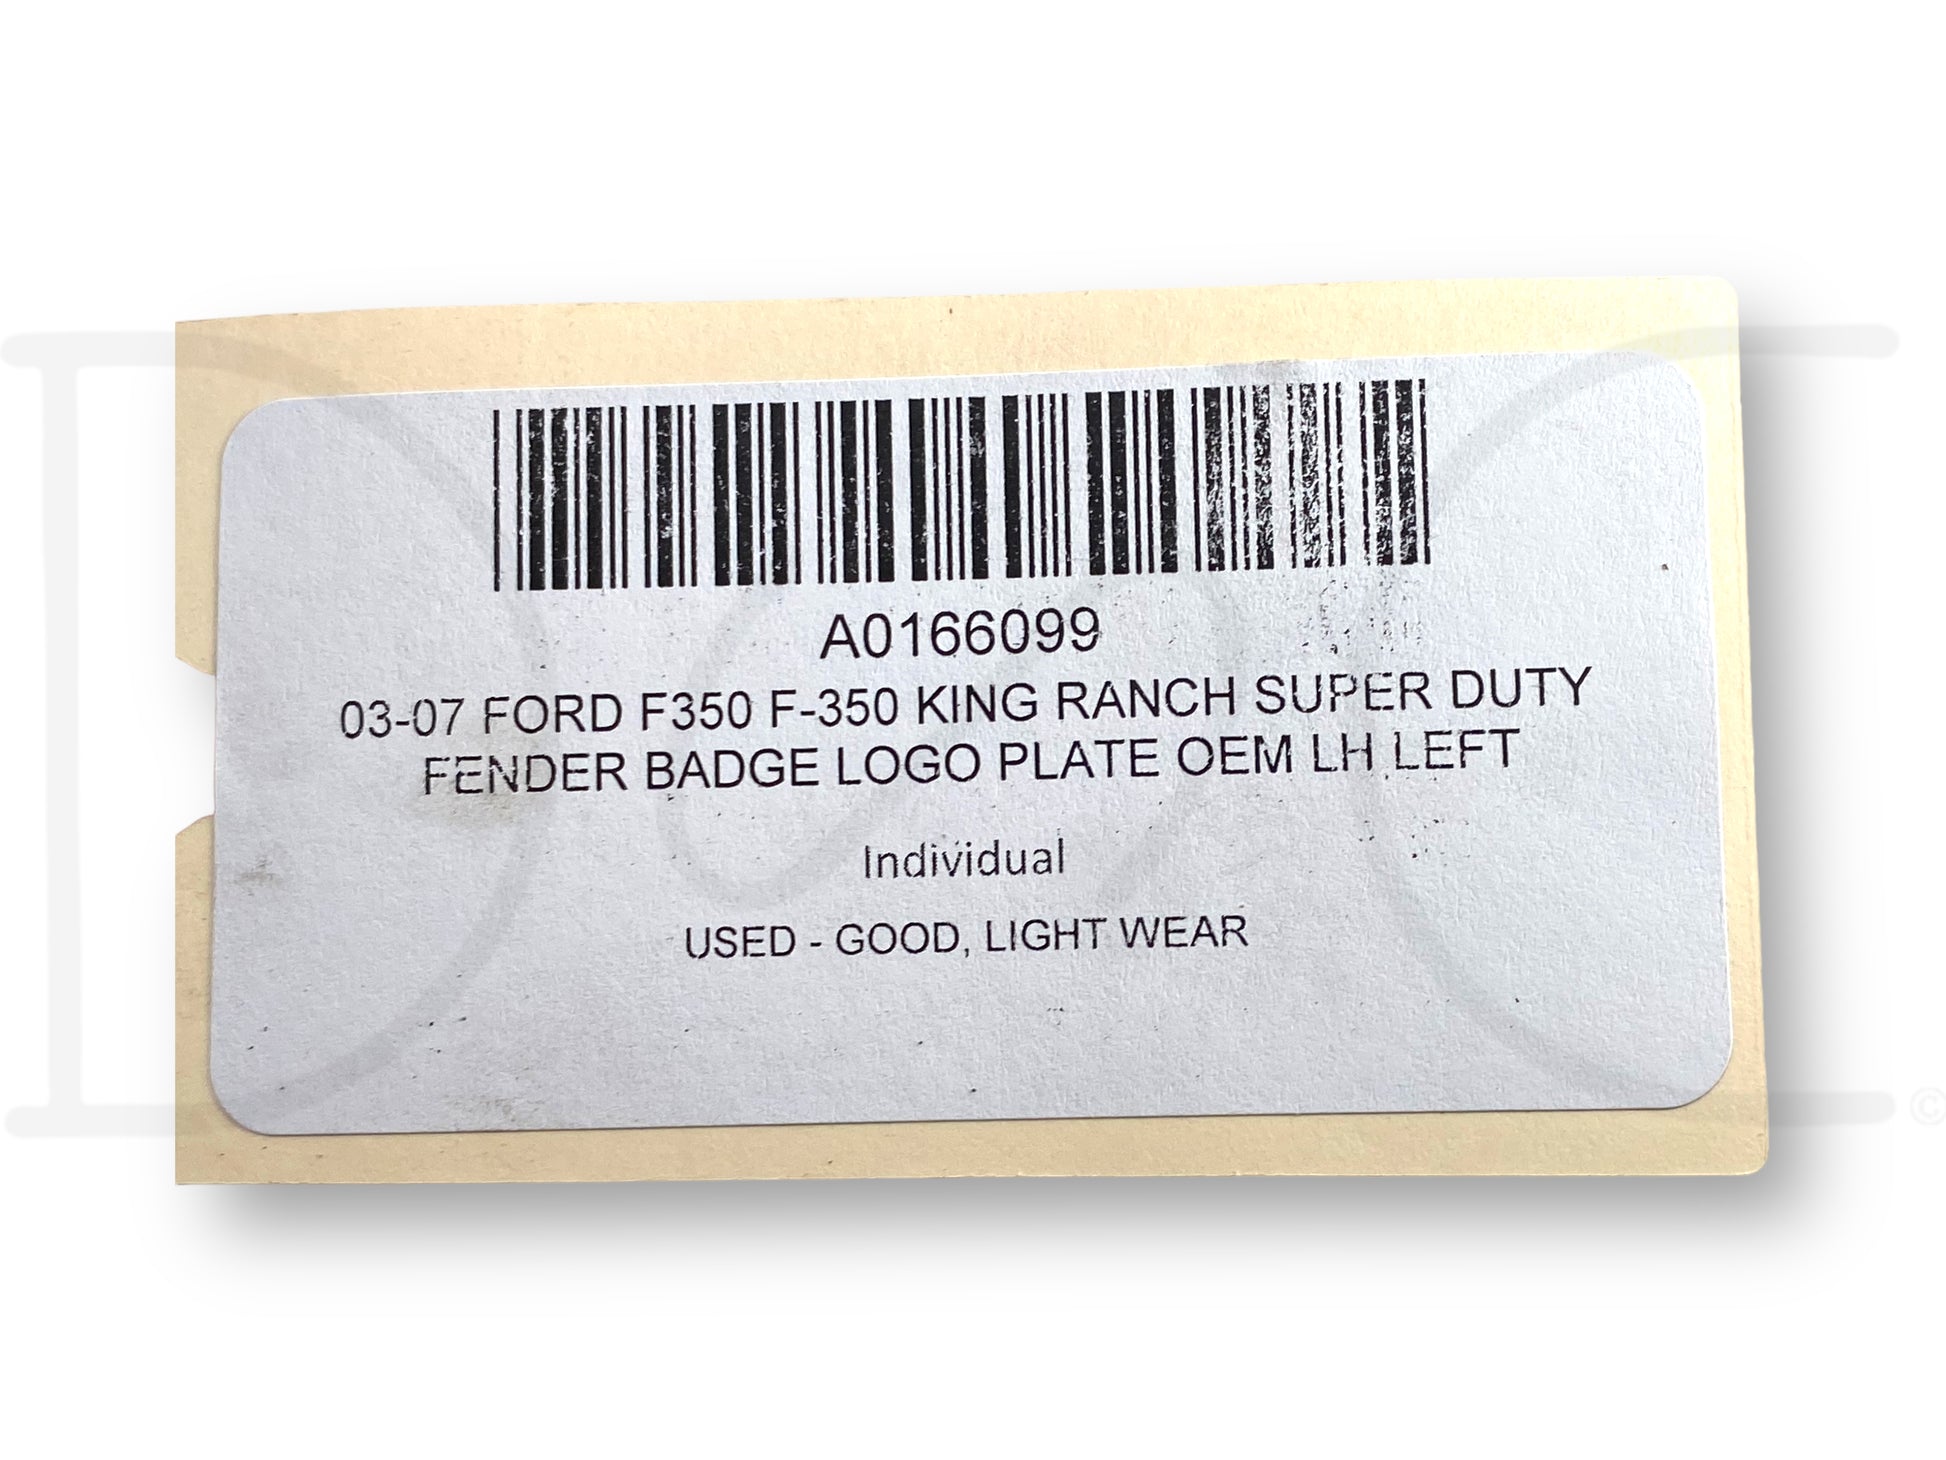 A0166099
03-07 FORD F350 F-350 KING RANCH SUPER DUTY
FENDER BADGE LOGO PLATE OEM LH LEFT
Individual
USED - GOOD, LIGHT WEAR
©